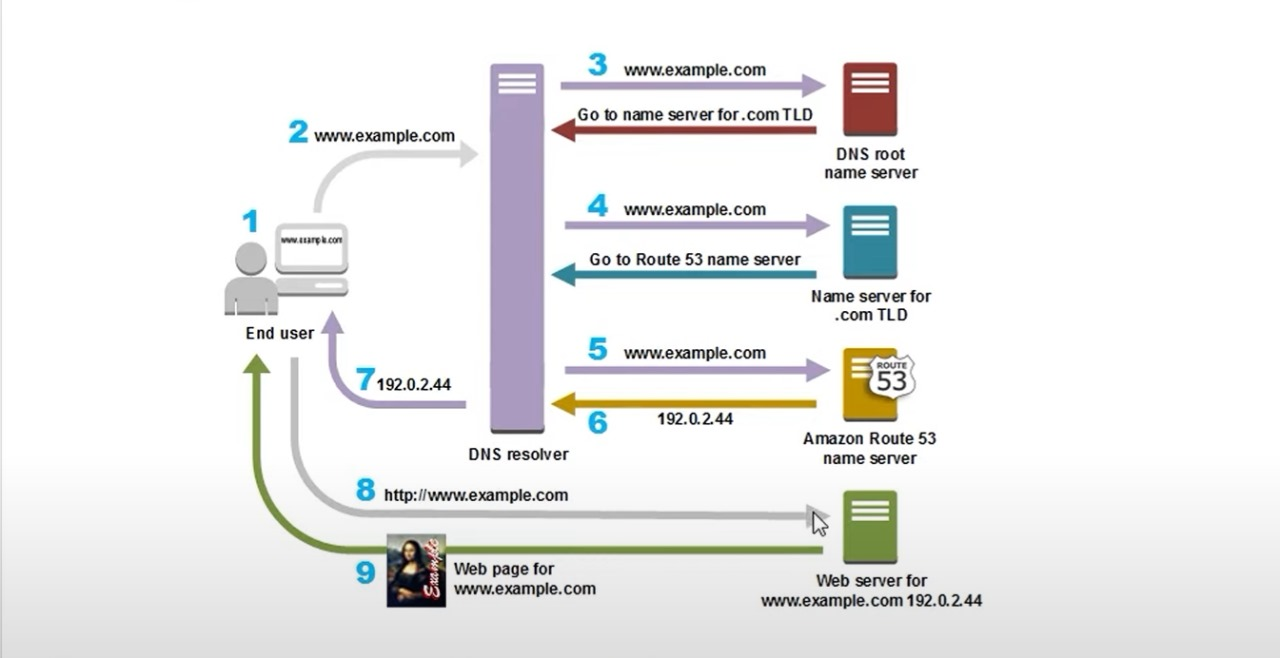 3 www.example.com
Go to name server for .com TLD
DNS root
name server
2 www.example.com
1
www.example.com
End user
4 www.example.com
Go to Route 53 name server
Name server for
.com TLD
5 www.example.com
ROUTE
53
6 192.0.2.44
Amazon Route 53
name server
7 192.0.2.44
DNS resolver
8 http://www.example.com
9
Example
Web page for
www.example.com
Web server for
www.example.com 192.0.2.44